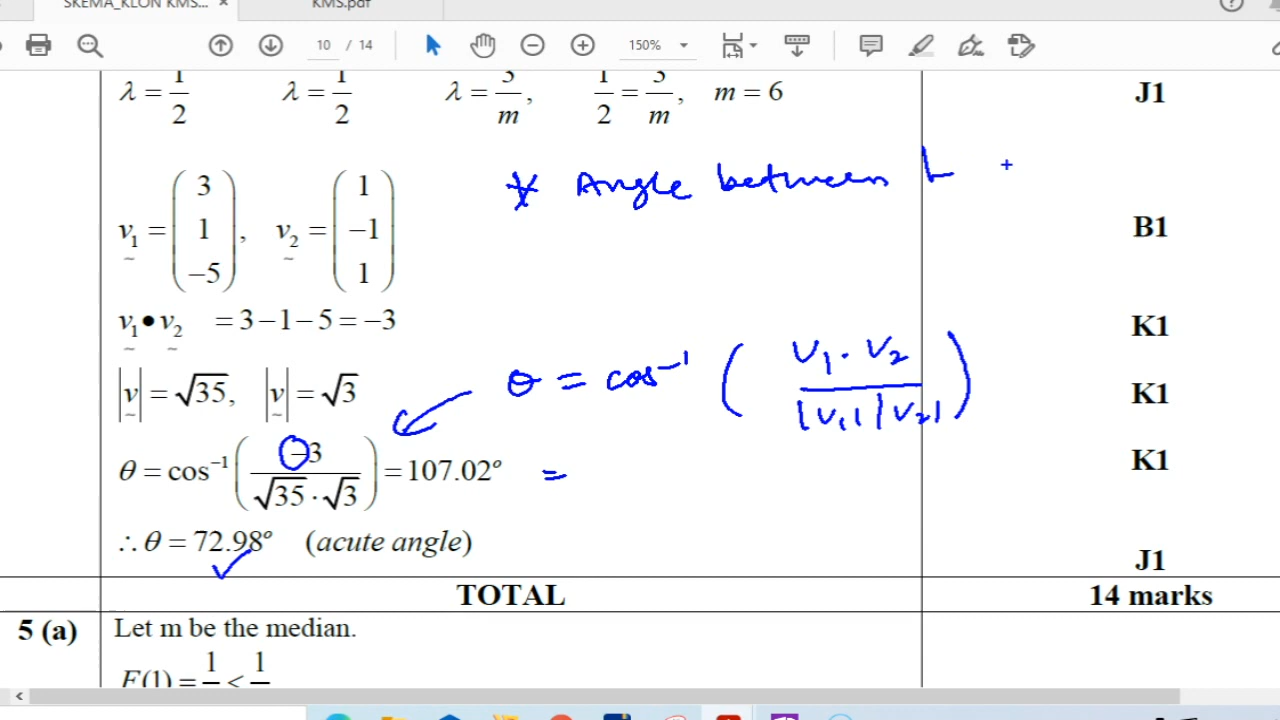 SKEMA_KLON KMS... × KMS.pdf
10 / 14 150%
λ = 1/2 λ = 1/2 λ = 3/m, 1/2 = 3/m, m = 6 J1
* Angle between L +
v₁ = (3 1 −5), v₂ = (1 −1 1) B1
v₁•v₂ = 3−1−5 = −3 K1
|v| = √35, |v| = √3 K1
θ = cos⁻¹ ( v₁ . v₂ / |v₁| |v₂| )
θ = cos⁻¹ ( −3 / √35 · √3 ) = 107.02° = K1
∴ θ = 72.98° (acute angle) J1
TOTAL 14 marks
5 (a) Let m be the median.
F(1) = 1 < 1